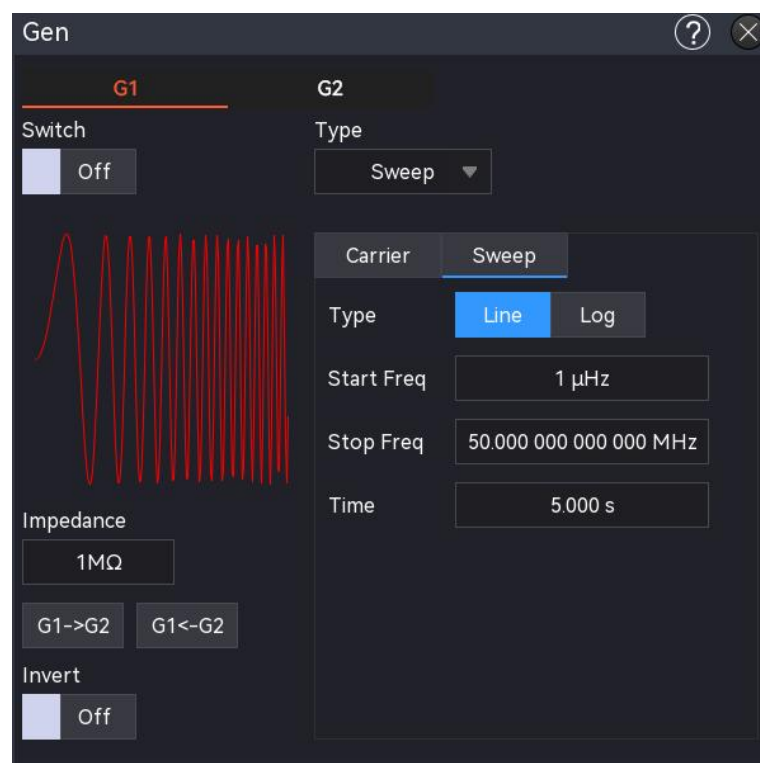 Gen ?
G1 G2
Switch
Off
Type
Sweep
Carrier Sweep
Type Line Log
Start Freq 1 µHz
Stop Freq 50.000 000 000 000 MHz
Time 5.000 s
Impedance
1MΩ
G1->G2 G1<-G2
Invert
Off